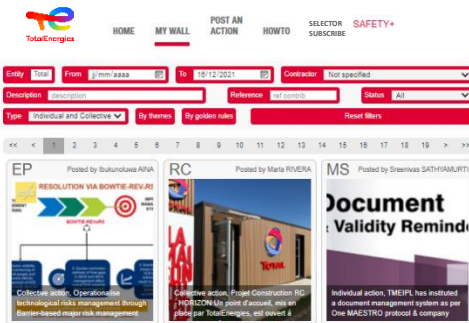 TotalEnergies
HOME
MY WALL
POST AN
ACTION
HOWTO
SELECTOR
SUBSCRIBE
SAFETY+
Entity Total From jj/mm/aaaa To 16/12/2021 Contractor Not specified
Description description Reference ref contrib Status All
Type Individual and Collective By themes By golden rules Reset filters
<< < 1 2 3 4 5 6 7 8 9 10 11 12 13 14 15 16 17 18 19 > >>
EP Posted by Ibukunoluwa AINA
RESOLUTION VIA BOWTIE-REV-RI
BOWTIE-REVRI
Collective action, Operationalise
technological risks management through
Barrier-based major risk management
RC Posted by Marla RIVERA
TOTAL
Collective action, Projet Construction RC
- HORIZON Un point d'accueil, mis en
place par TotalEnergies, est ouvert à
MS Posted by Sreenivas SATHYAMURTI
Document
Validity Reminde
Individual action, TMEIPL has instituted
a document management system as per
One MAESTRO protocol & company